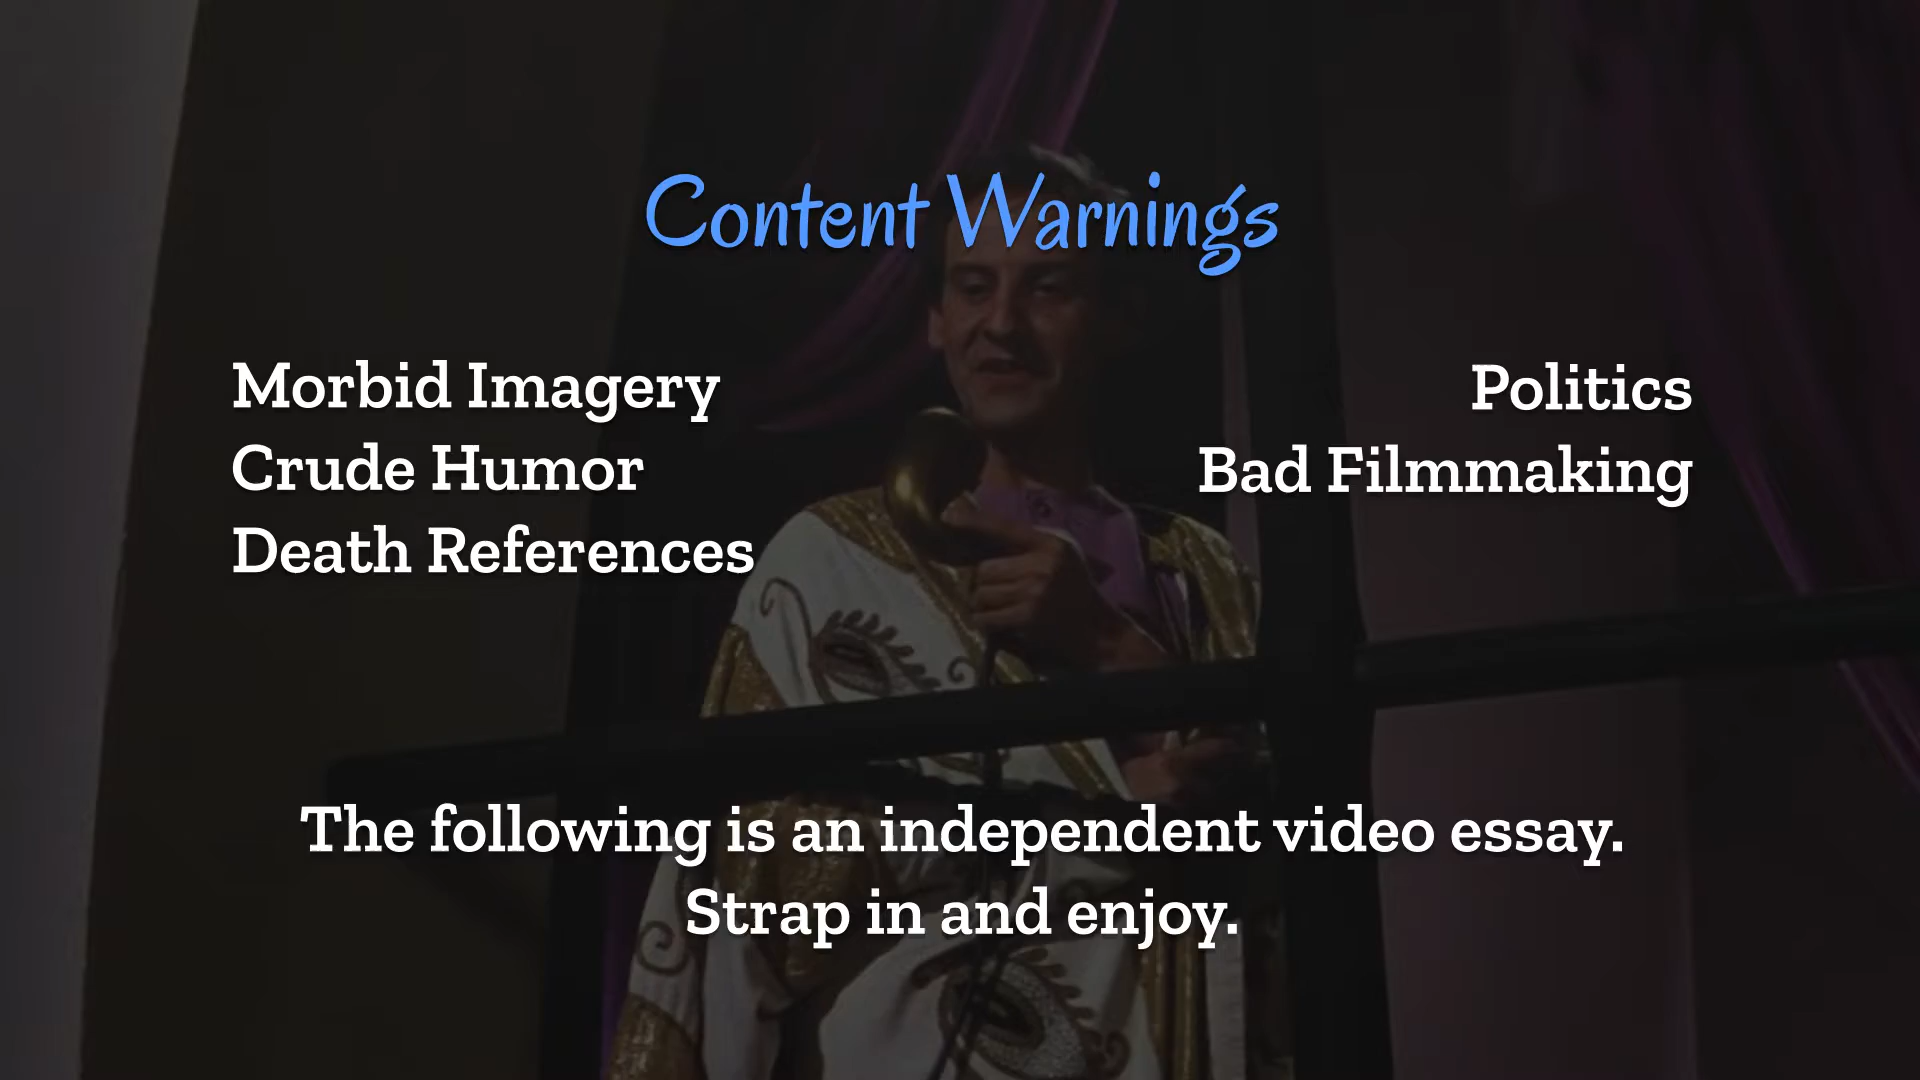 Content Warnings
Morbid Imagery
Crude Humor
Death References
Politics
Bad Filmmaking
The following is an independent video essay.
Strap in and enjoy.